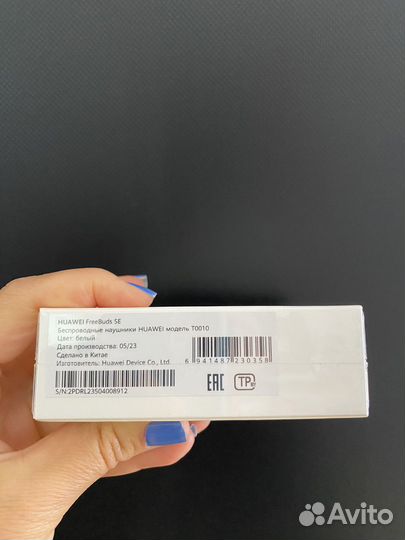 HUAWEI FreeBuds SE
Беспроводные наушники HUAWEI модель T0010
Цвет: белый
Дата производства: 05/23
Сделано в Китае
Изготовитель: Huawei Device Co., Ltd.
6 941487 230358
S/N:2PDRL23504008912
EAC
TP
Avito